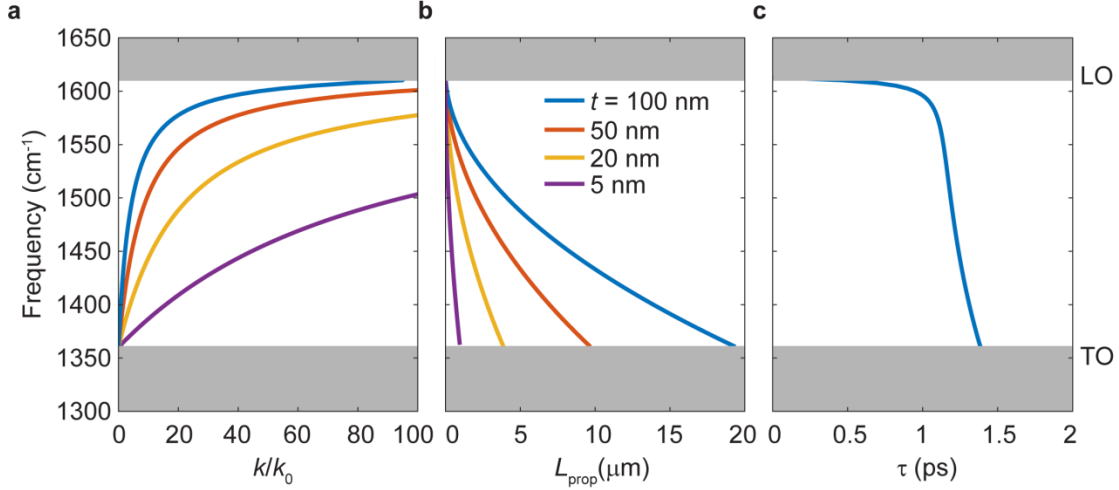 a
b
c
Frequency (cm-1)
1650
1600
1550
1500
1450
1400
1350
1300
0 20 40 60 80 100
k/k0
t = 100 nm
50 nm
20 nm
5 nm
0 5 10 15 20
Lprop(μm)
LO
TO
0 0.5 1 1.5 2
τ (ps)